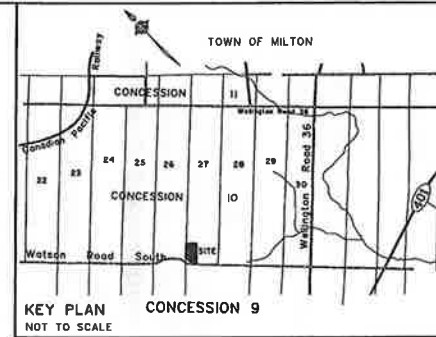 TOWN OF MILTON
Canadian Pacific Railway
CONCESSION 11
Wellington Road 34
22 23 24 25 26 27 28 29 30
CONCESSION 10
Wellington Road 36
401
Watson Road South
SITE
KEY PLAN
NOT TO SCALE
CONCESSION 9